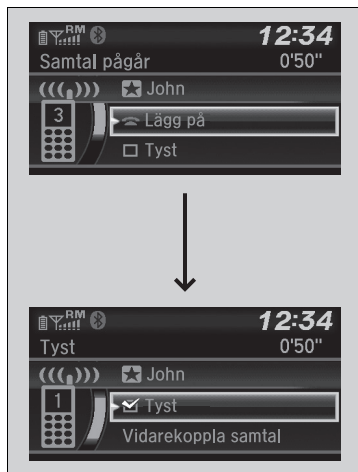 RM 12:34
Samtal pågår 0'50"
John
3 Lägg på
Tyst
RM 12:34
Tyst 0'50"
John
1 Tyst
Vidarekoppla samtal